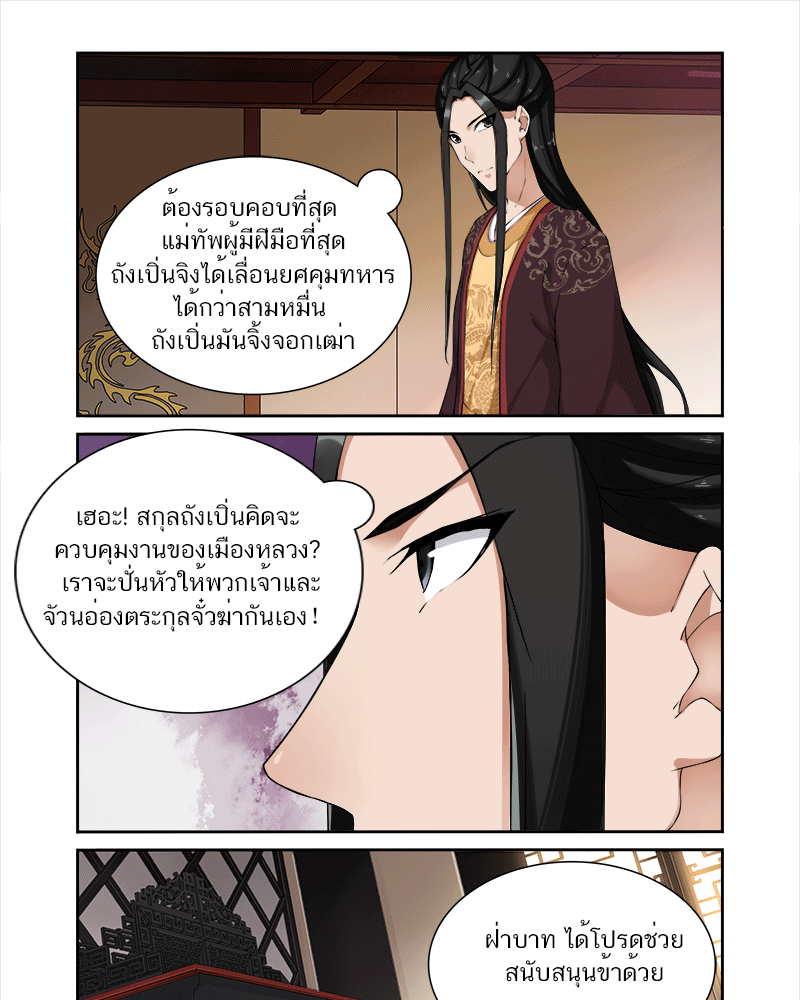 ต้องรอบคอบที่สุด
แม่ทัพผู้มีฝีมือที่สุด
ถังเปิ่นจิงได้เลื่อนยศคุมทหาร
ได้กว่าสามหมื่น
ถังเปิ่นมันจิ้งจอกเฒ่า
เฮอะ! สกุลถังเปิ่นคิดจะ
ควบคุมงานของเมืองหลวง?
เราจะปั่นหัวให้พวกเจ้าและ
จัวนอ่องตระกุลจั๋วฆ่ากันเอง!
ฝ่าบาท ได้โปรดช่วย
สนับสนุนข้าด้วย